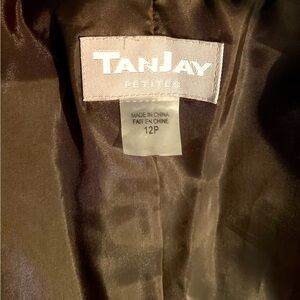 TANJAY
PETITES
MADE IN CHINA
FAIT EN CHINE
12P